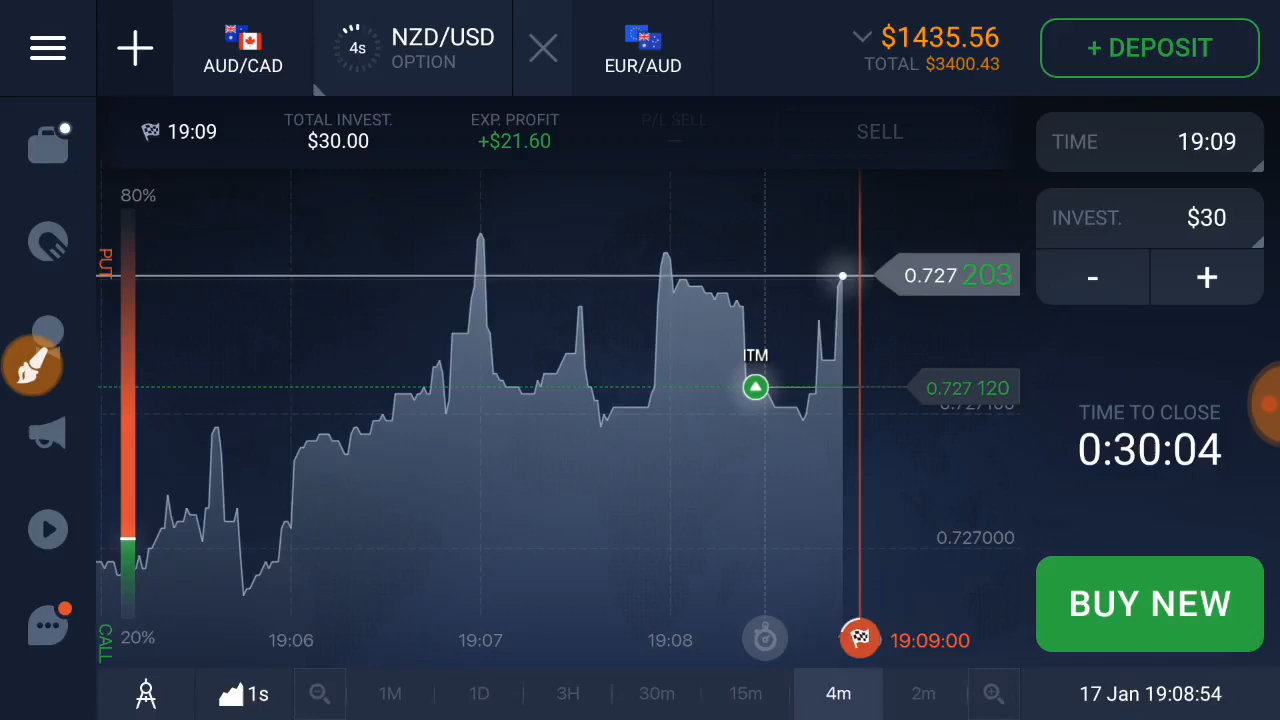 AUD/CAD
4s
NZD/USD
OPTION
EUR/AUD
$1435.56
TOTAL $3400.43
+ DEPOSIT
19:09
TOTAL INVEST.
$30.00
EXP. PROFIT
+$21.60
P/L SELL
—
SELL
TIME 19:09
INVEST. $30
- +
80%
PUT
0.727 203
ITM
0.727 120
0.727100
0.727000
CALL
20%
19:06
19:07
19:08
19:09:00
TIME TO CLOSE
0:30:04
BUY NEW
1s
1M
1D
3H
30m
15m
4m
2m
17 Jan 19:08:54